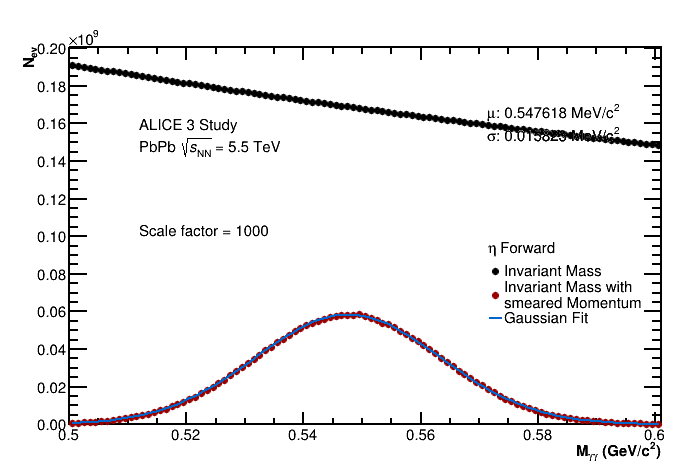 ×10⁹
N_ev
0.20
0.18
0.16
0.14
0.12
0.10
0.08
0.06
0.04
0.02
0.00
μ: 0.547618 MeV/c²
ALICE 3 Study
PbPb √s_NN = 5.5 TeV
Scale factor = 1000
η Forward
Invariant Mass
Invariant Mass with
smeared Momentum
Gaussian Fit
0.5 0.52 0.54 0.56 0.58 0.6
M_γγ (GeV/c²)